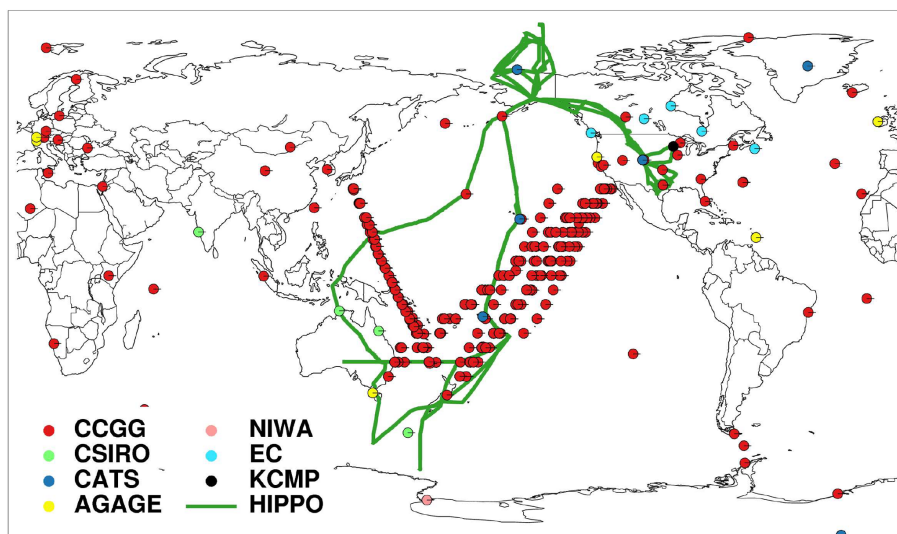 CCGG
CSIRO
CATS
AGAGE
NIWA
EC
KCMP
HIPPO